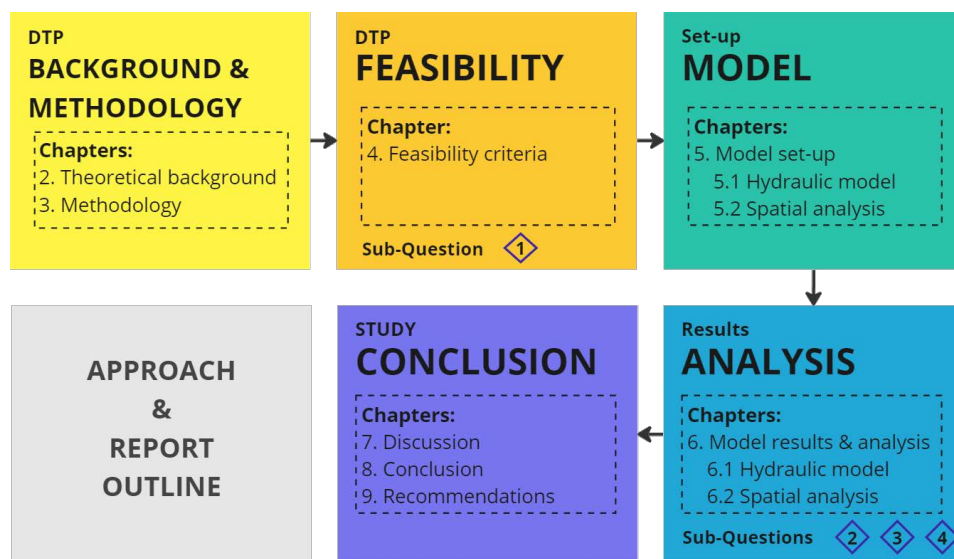 DTP
BACKGROUND &
METHODOLOGY
Chapters:
2. Theoretical background
3. Methodology
DTP
FEASIBILITY
Chapter:
4. Feasibility criteria
Sub-Question 1
Set-up
MODEL
Chapters:
5. Model set-up
5.1 Hydraulic model
5.2 Spatial analysis
APPROACH
&
REPORT
OUTLINE
STUDY
CONCLUSION
Chapters:
7. Discussion
8. Conclusion
9. Recommendations
Results
ANALYSIS
Chapters:
6. Model results & analysis
6.1 Hydraulic model
6.2 Spatial analysis
Sub-Questions 2 3 4